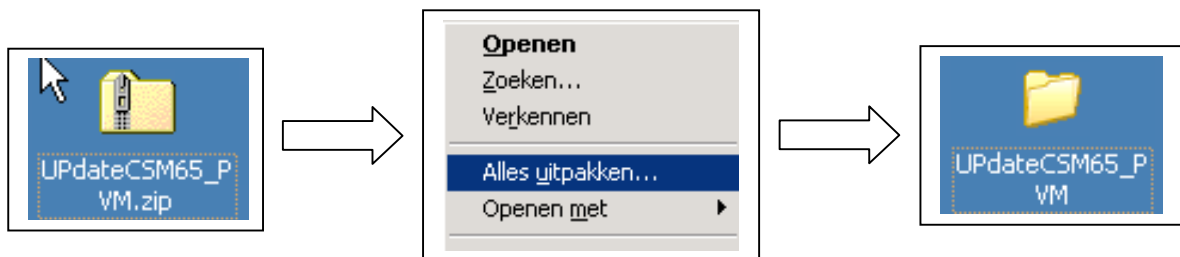 UPdateCSM65_P
VM.zip
Openen
Zoeken...
Verkennen
Alles uitpakken...
Openen met
UPdateCSM65_P
VM